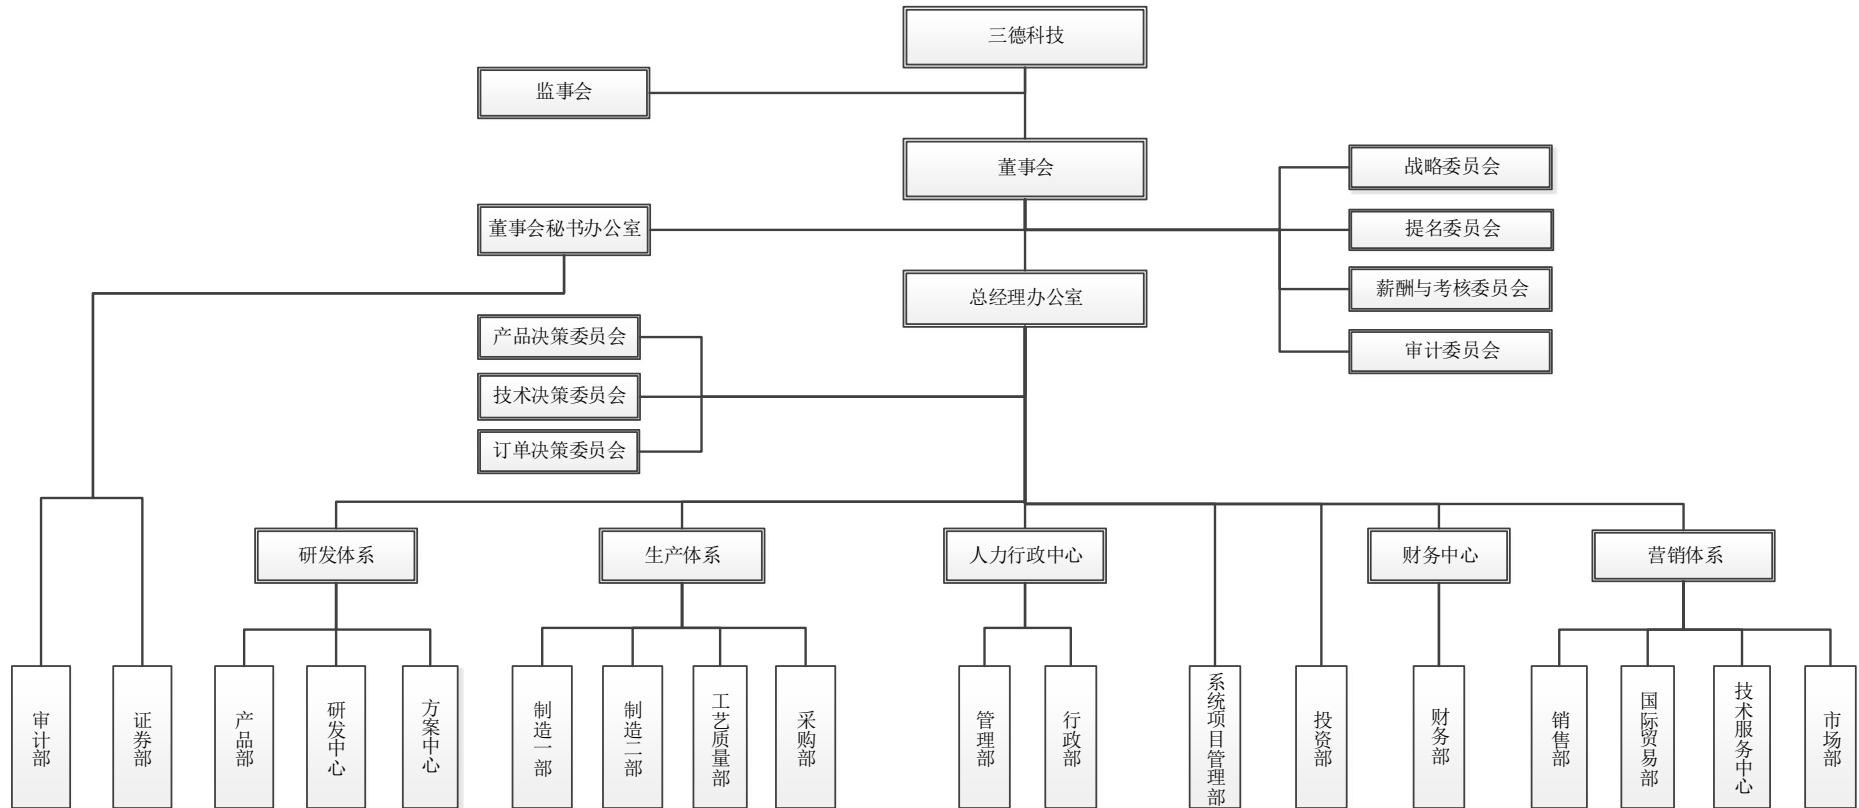 三德科技
监事会
董事会
战略委员会
董事会秘书办公室
提名委员会
总经理办公室
薪酬与考核委员会
产品决策委员会
审计委员会
技术决策委员会
订单决策委员会
研发体系
生产体系
人力行政中心
财务中心
营销体系
审计部
证券部
产品部
研发中心
方案中心
制造一部
制造二部
工艺质量部
采购部
管理部
行政部
系统项目管理部
投资部
财务部
销售部
国际贸易部
技术服务中心
市场部